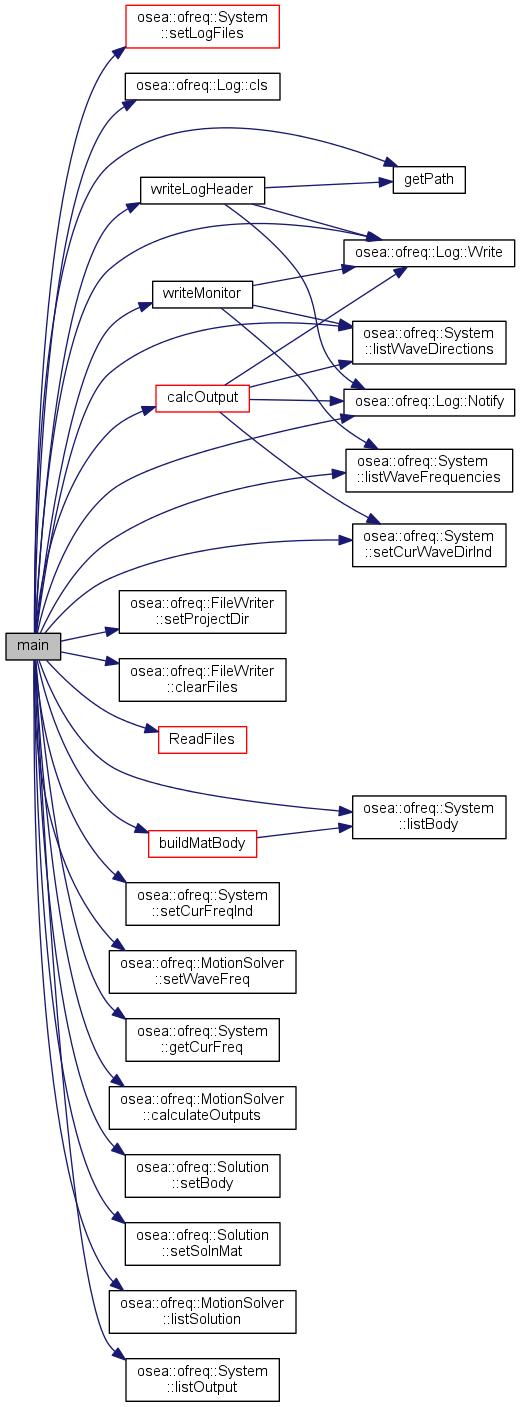 osea::ofreq::System
::setLogFiles
osea::ofreq::Log::cls
getPath
writeLogHeader
osea::ofreq::Log::Write
writeMonitor
osea::ofreq::System
::listWaveDirections
calcOutput
osea::ofreq::Log::Notify
osea::ofreq::System
::listWaveFrequencies
osea::ofreq::System
::setCurWaveDirInd
osea::ofreq::FileWriter
::setProjectDir
main
osea::ofreq::FileWriter
::clearFiles
ReadFiles
osea::ofreq::System
::listBody
buildMatBody
osea::ofreq::System
::setCurFreqInd
osea::ofreq::MotionSolver
::setWaveFreq
osea::ofreq::System
::getCurFreq
osea::ofreq::MotionSolver
::calculateOutputs
osea::ofreq::Solution
::setBody
osea::ofreq::Solution
::setSolnMat
osea::ofreq::MotionSolver
::listSolution
osea::ofreq::System
::listOutput